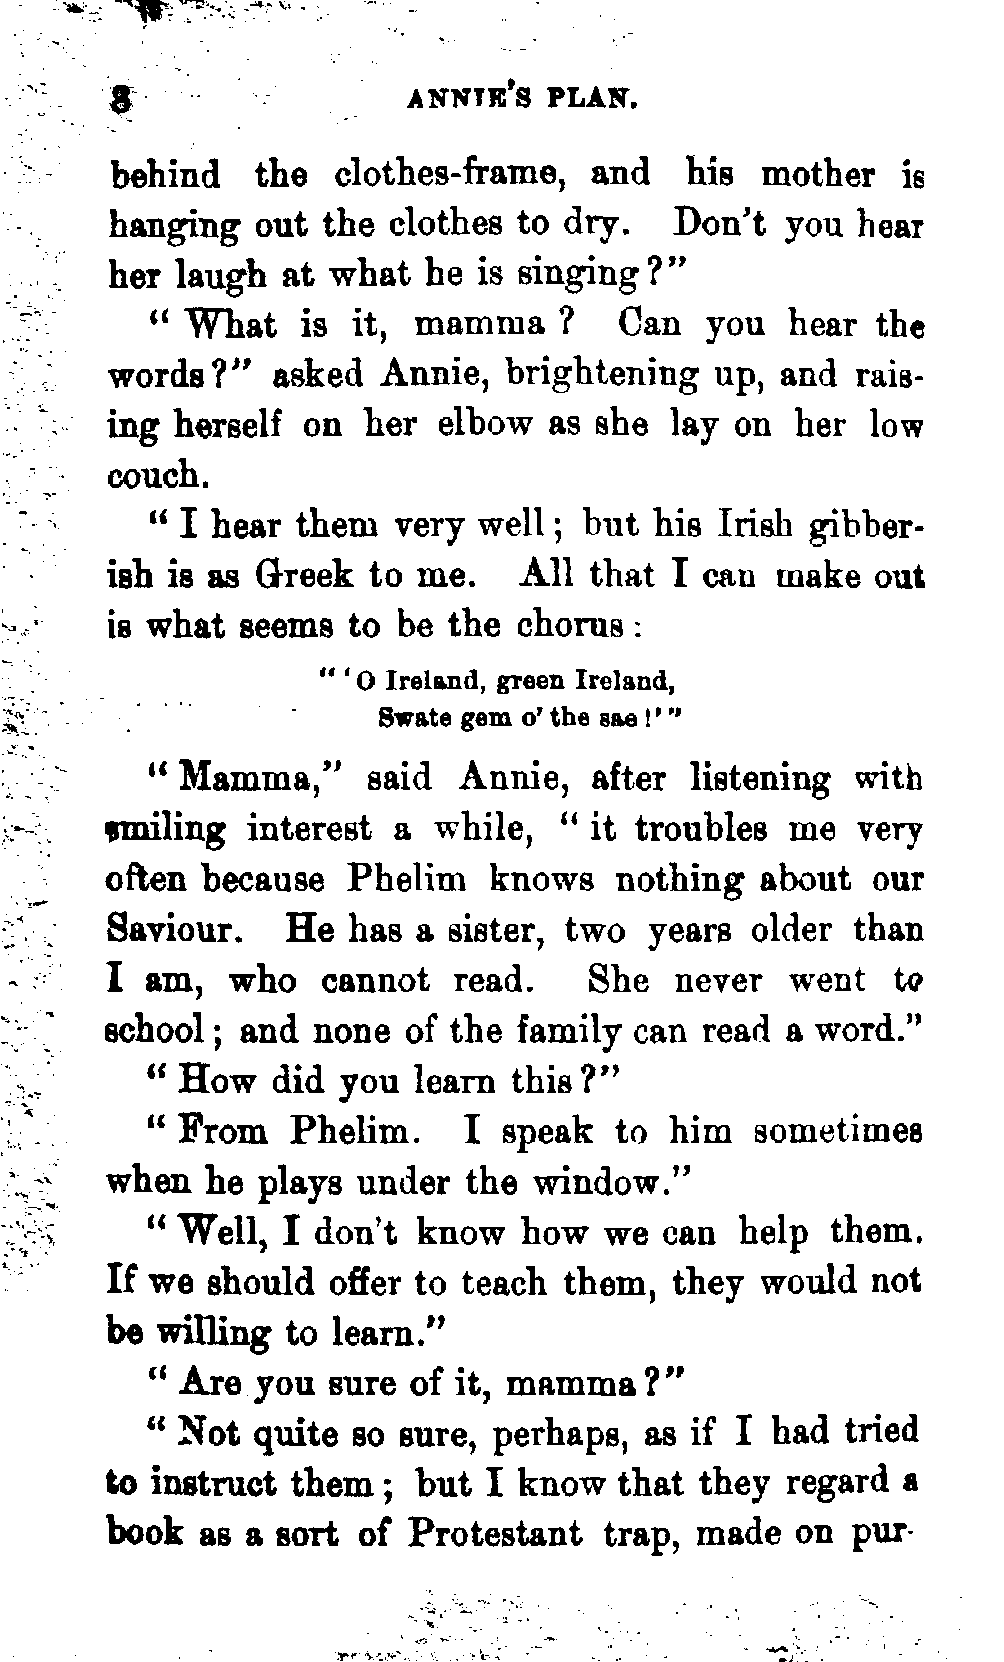 8 ANNIE'S PLAN.
behind the clothes-frame, and his mother is
hanging out the clothes to dry. Don't you hear
her laugh at what he is singing?"
"What is it, mamma? Can you hear the
words?" asked Annie, brightening up, and rais-
ing herself on her elbow as she lay on her low
couch.
"I hear them very well; but his Irish gibber-
ish is as Greek to me. All that I can make out
is what seems to be the chorus:
"'O Ireland, green Ireland,
Swate gem o' the sae!'"
"Mamma," said Annie, after listening with
smiling interest a while, "it troubles me very
often because Phelim knows nothing about our
Saviour. He has a sister, two years older than
I am, who cannot read. She never went to
school; and none of the family can read a word."
"How did you learn this?"
"From Phelim. I speak to him sometimes
when he plays under the window."
"Well, I don't know how we can help them.
If we should offer to teach them, they would not
be willing to learn."
"Are you sure of it, mamma?"
"Not quite so sure, perhaps, as if I had tried
to instruct them; but I know that they regard a
book as a sort of Protestant trap, made on pur-